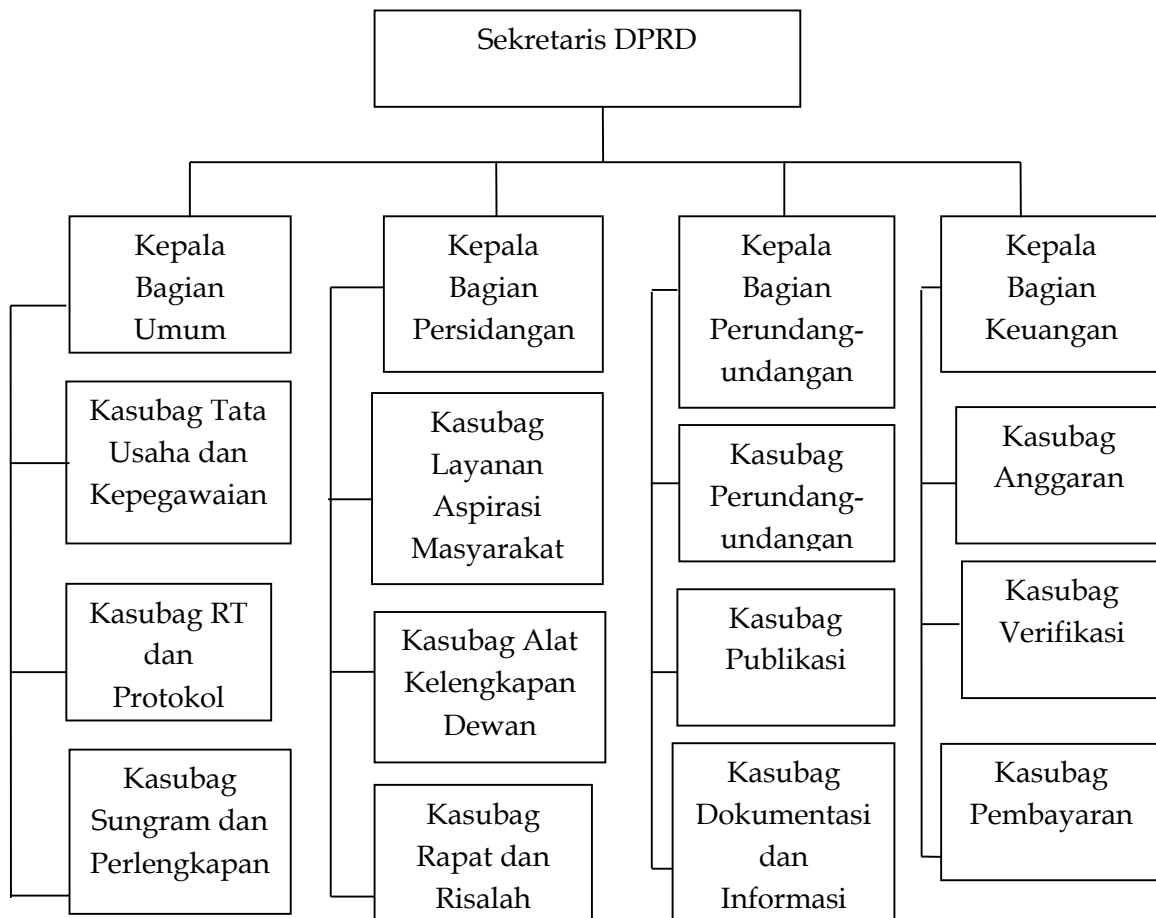 Sekretaris DPRD
Kepala
Bagian
Umum
Kepala
Bagian
Persidangan
Kepala
Bagian
Perundang-
undangan
Kepala
Bagian
Keuangan
Kasubag Tata
Usaha dan
Kepegawaian
Kasubag
Layanan
Aspirasi
Masyarakat
Kasubag
Perundang-
undangan
Kasubag
Anggaran
Kasubag RT
dan
Protokol
Kasubag Alat
Kelengkapan
Dewan
Kasubag
Publikasi
Kasubag
Verifikasi
Kasubag
Sungram dan
Perlengkapan
Kasubag
Rapat dan
Risalah
Kasubag
Dokumentasi
dan
Informasi
Kasubag
Pembayaran